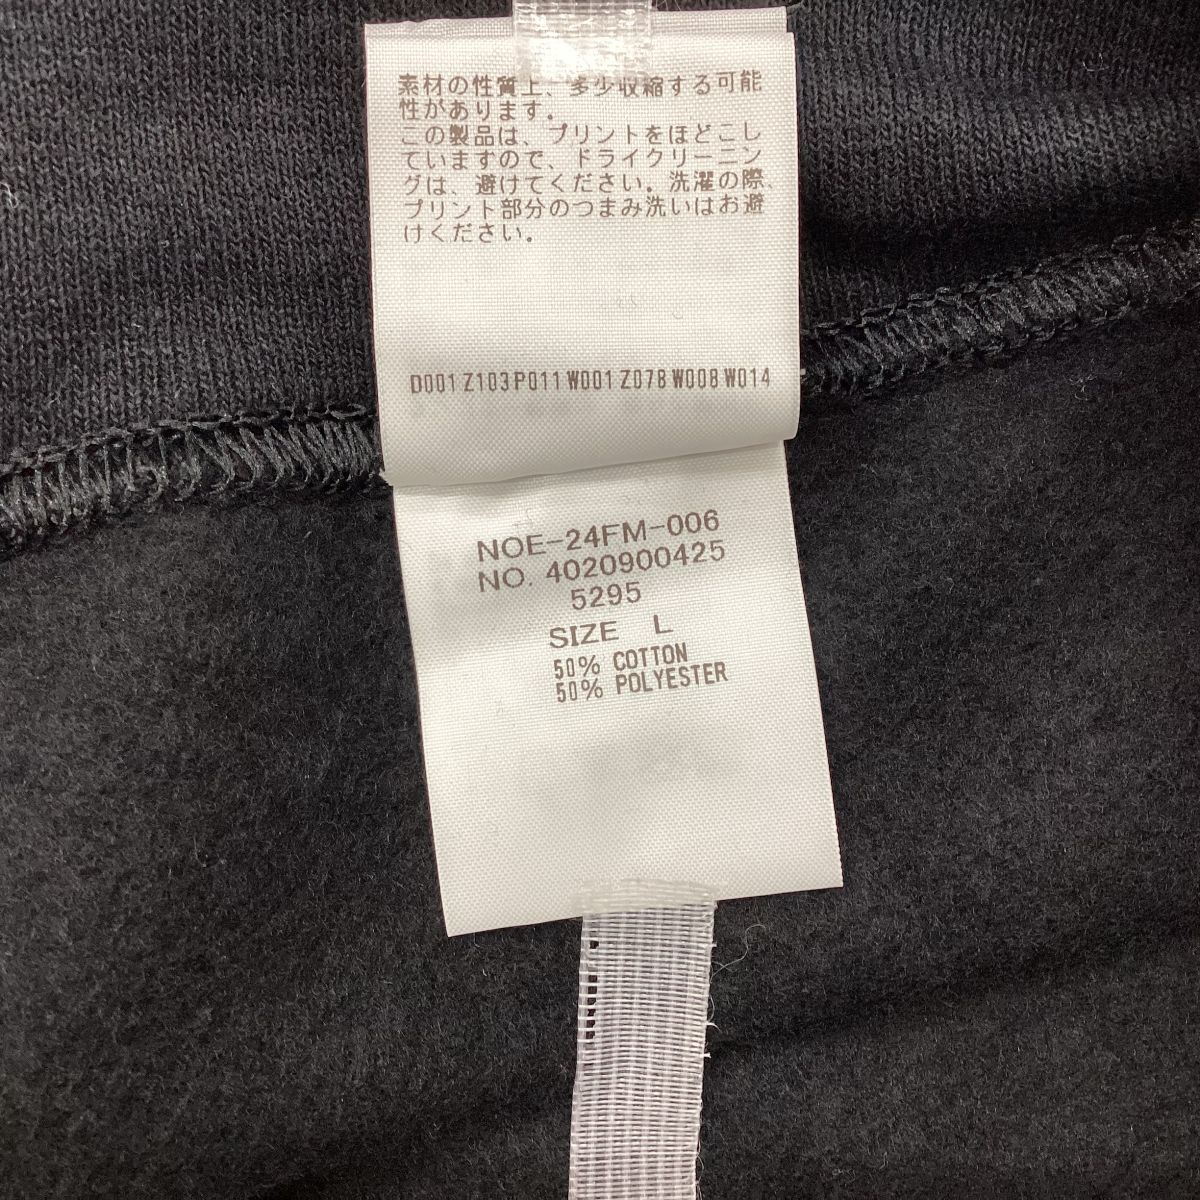 素材の性質上、多少収縮する可能
性があります。
この製品は、プリントをほどこし
ていますので、ドライクリーニン
グは、避けてください。洗濯の際、
プリント部分のつまみ洗いはお避
けください。
D001 Z103 P011 W001 Z078 W008 W014
NOE-24FM-006
NO. 4020900425
5295
SIZE L
50% COTTON
50% POLYESTER